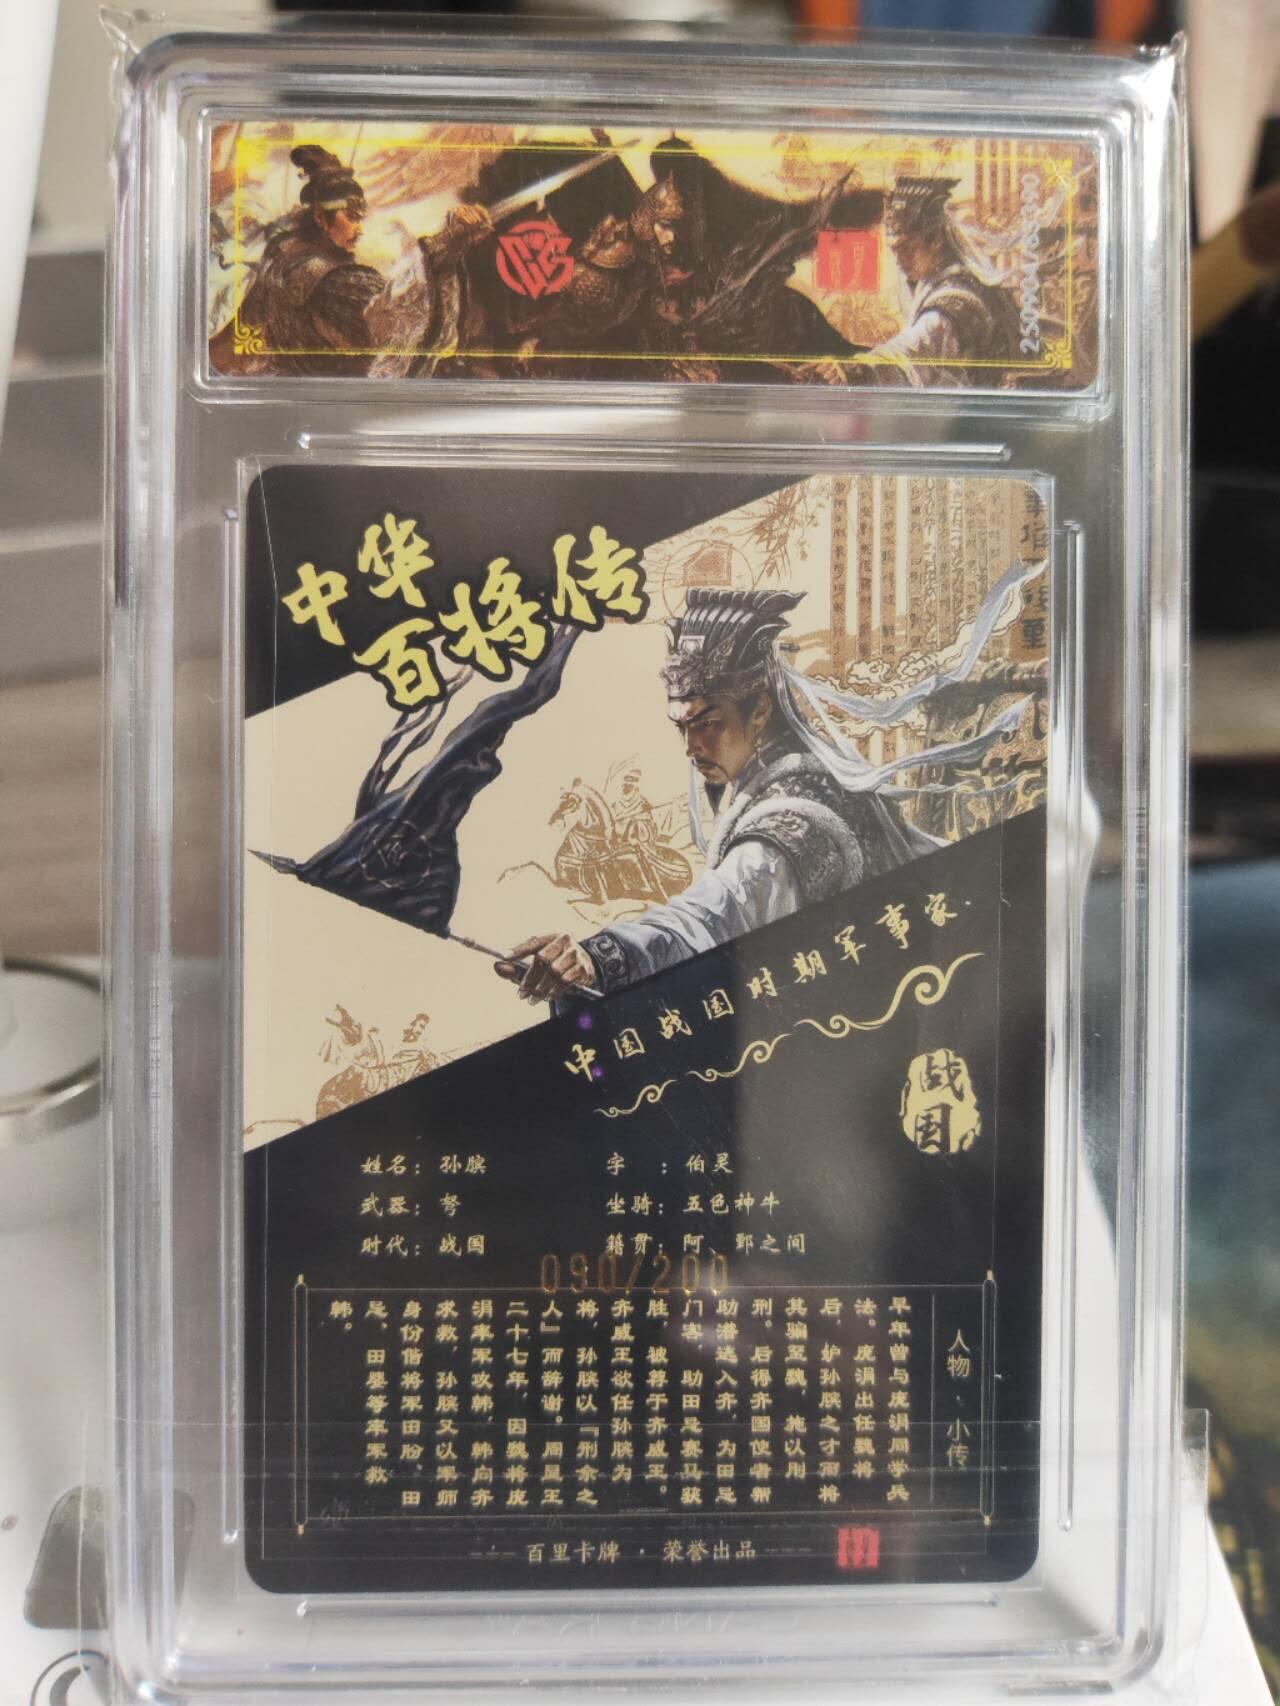 中华
百将传
中国战国时期军事家.
战国
姓名：孙膑
字：伯灵
武器：弩
坐骑：五色神牛
时代：战国
籍贯：阿、鄄之间
090/200
人物·小传
早年曾与庞涓同学兵
法。庞涓出任魏将
后，妒孙膑之才而将
其骗至魏，施以刖
刑。后得齐国使者帮
助潜逃入齐，为田忌
门客，助田忌赛马获
胜，被尊于齐威王。
齐威王欲任孙膑为
将，孙膑以『刑余之
人』而辞谢。周显王
二十七年，因魏将庞
涓率军攻韩，韩向齐
求救，孙膑又以军师
身份偕将军田朌、田
忌、田婴等率军救
韩。
百里卡牌·荣誉出品